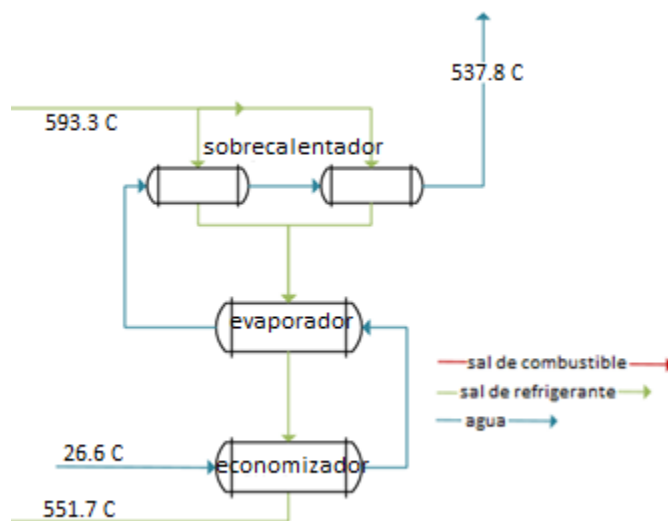 537.8 C
593.3 C
sobrecalentador
evaporador
sal de combustible
sal de refrigerante
agua
26.6 C
economizador
551.7 C